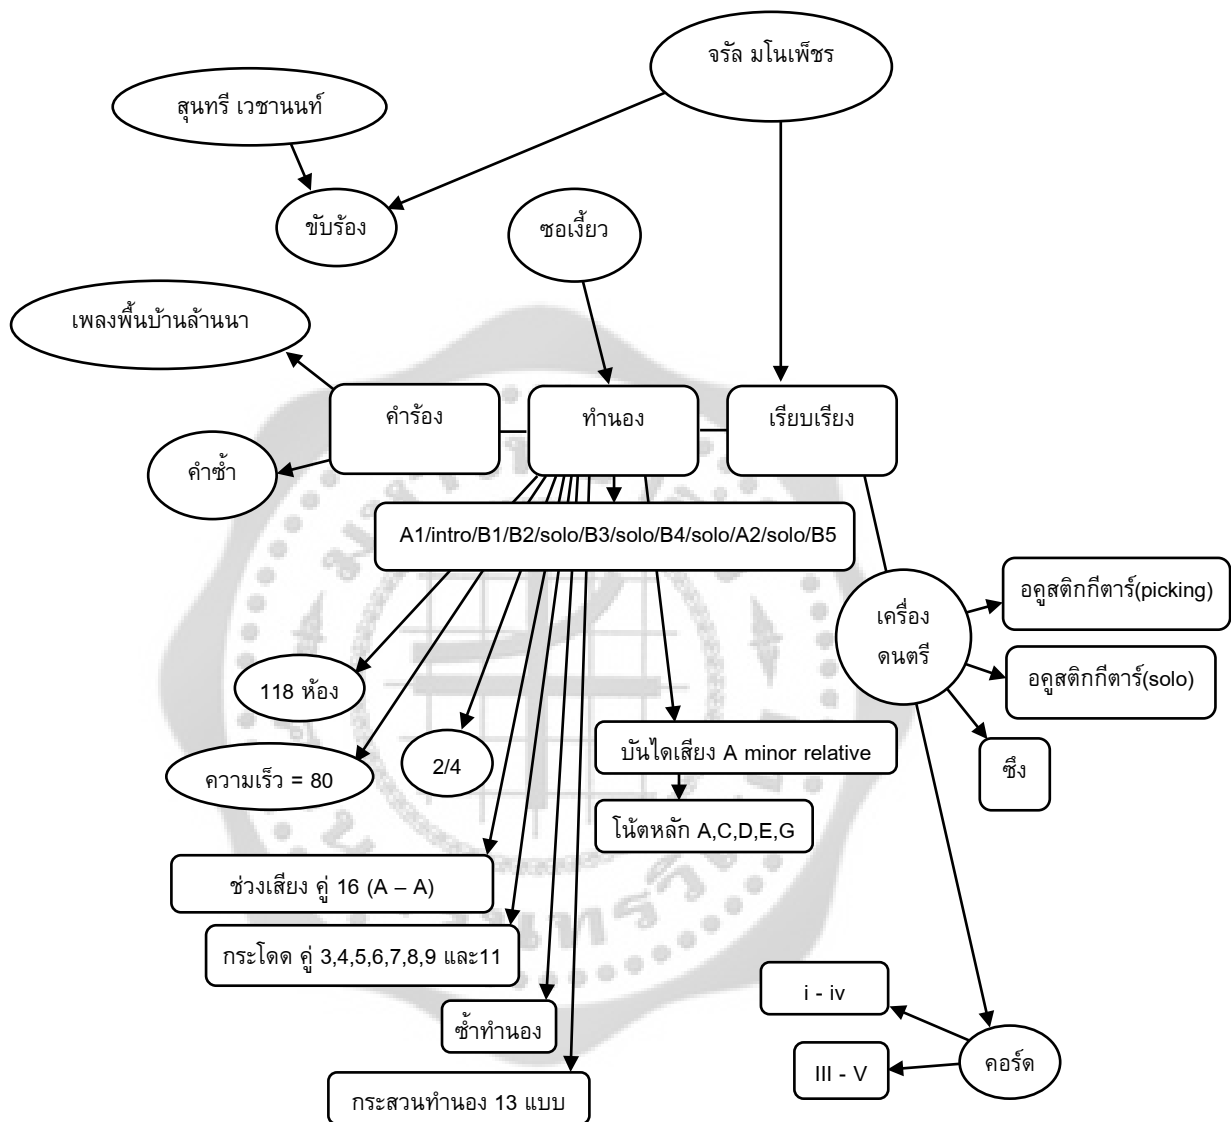 จรัล มโนเพ็ชร
สุนทรี เวชานนท์
ขับร้อง
ซอเงี้ยว
เพลงพื้นบ้านล้านนา
คำร้อง
ทำนอง
เรียบเรียง
คำซ้ำ
A1/intro/B1/B2/solo/B3/solo/B4/solo/A2/solo/B5
เครื่อง
ดนตรี
อคูสติกกีตาร์(picking)
อคูสติกกีตาร์(solo)
118 ห้อง
2/4
ความเร็ว = 80
บันไดเสียง A minor relative
ซึง
โน้ตหลัก A,C,D,E,G
ช่วงเสียง คู่ 16 (A – A)
กระโดด คู่ 3,4,5,6,7,8,9 และ11
i - iv
ซ้ำทำนอง
คอร์ด
III - V
กระสวนทำนอง 13 แบบ